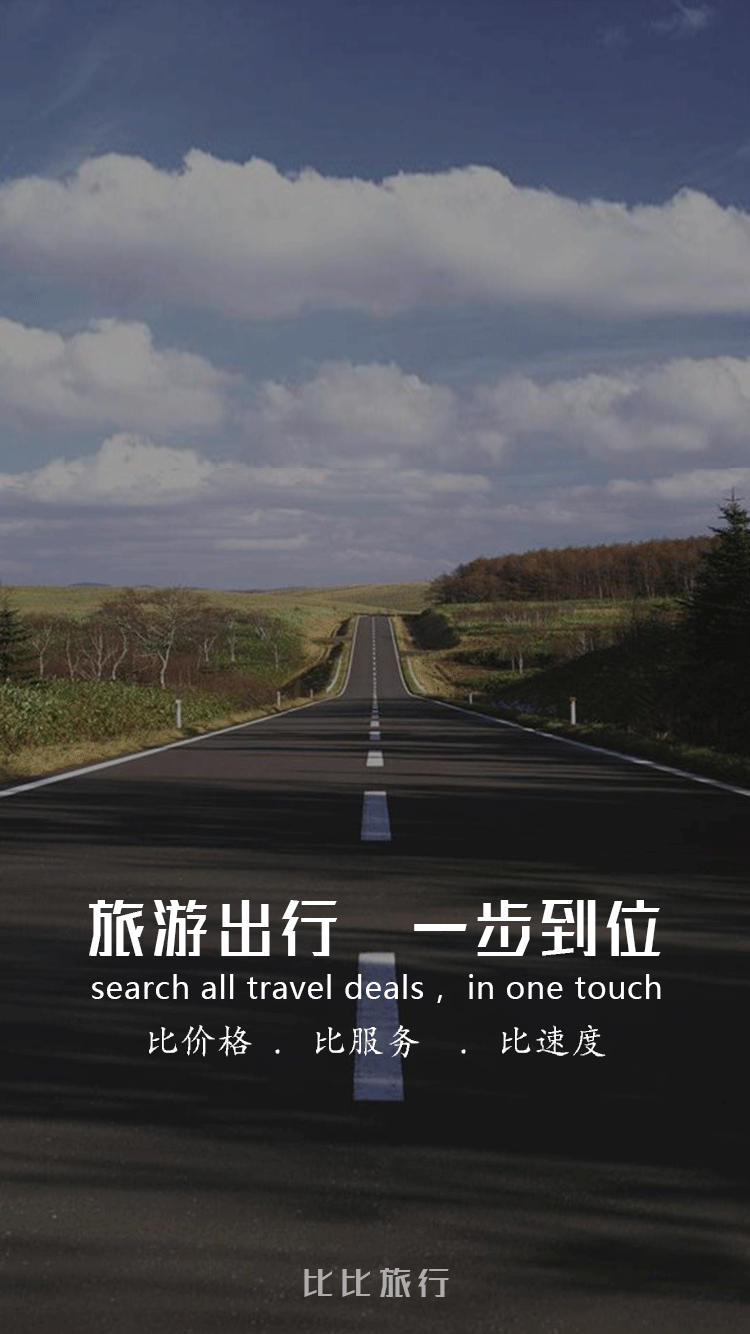 旅游出行 一步到位
search all travel deals , in one touch
比价格 . 比服务 . 比速度
比比旅行